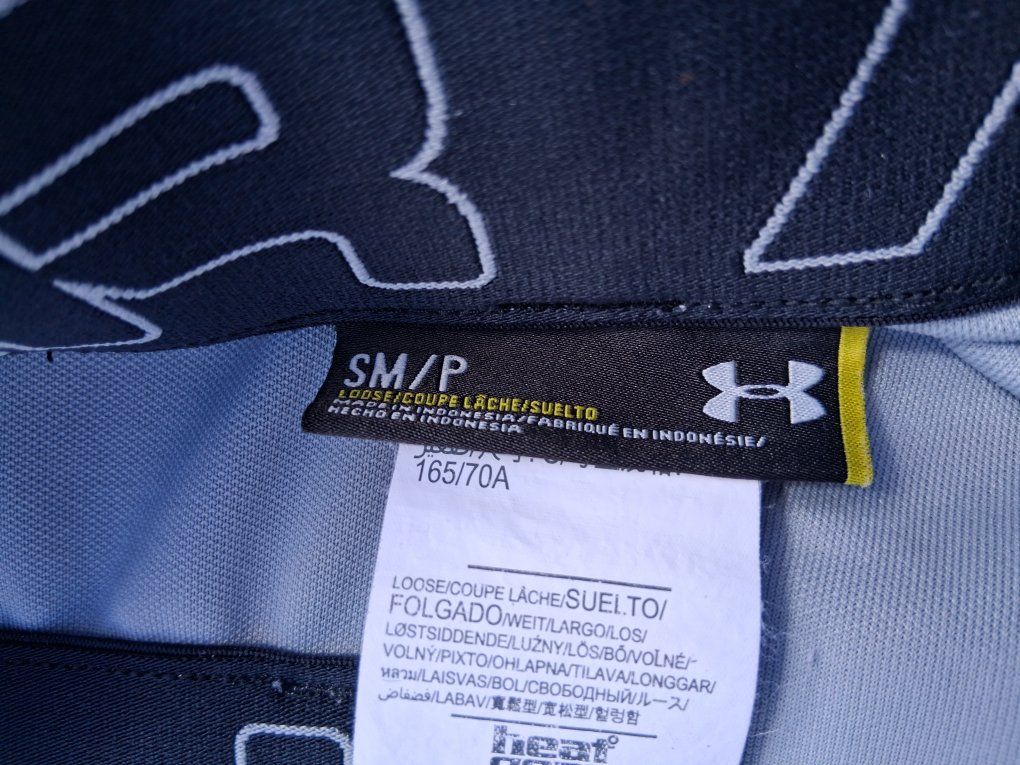 SM/P
LOOSE/COUPE LÂCHE/SUELTO
MADE IN INDONESIA/FABRIQUÉ EN INDONÉSIE/
HECHO EN INDONESIA
165/70A
LOOSE/COUPE LÂCHE/SUELTO/
FOLGADO/WEIT/LARGO/LOS/
LØSTSIDDENDE/LUŹNY/LÖS/BŐ/VOĽNÉ/
VOLNÝ/PIXTO/OHLAPNA/TILAVA/LONGGAR/
หลวม/LAISVAS/BOL/СВОБОДНЫЙ/ルース/
فضفاض/LABAV/寬鬆型/宽松型/헐렁함
heat